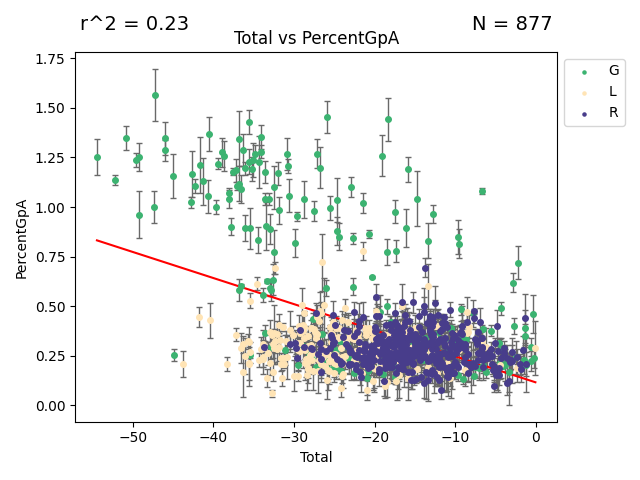 r^2 = 0.23
N = 877
Total vs PercentGpA
PercentGpA
1.75
1.50
1.25
1.00
0.75
0.50
0.25
0.00
−50
−40
−30
−20
−10
0
Total
G
L
R